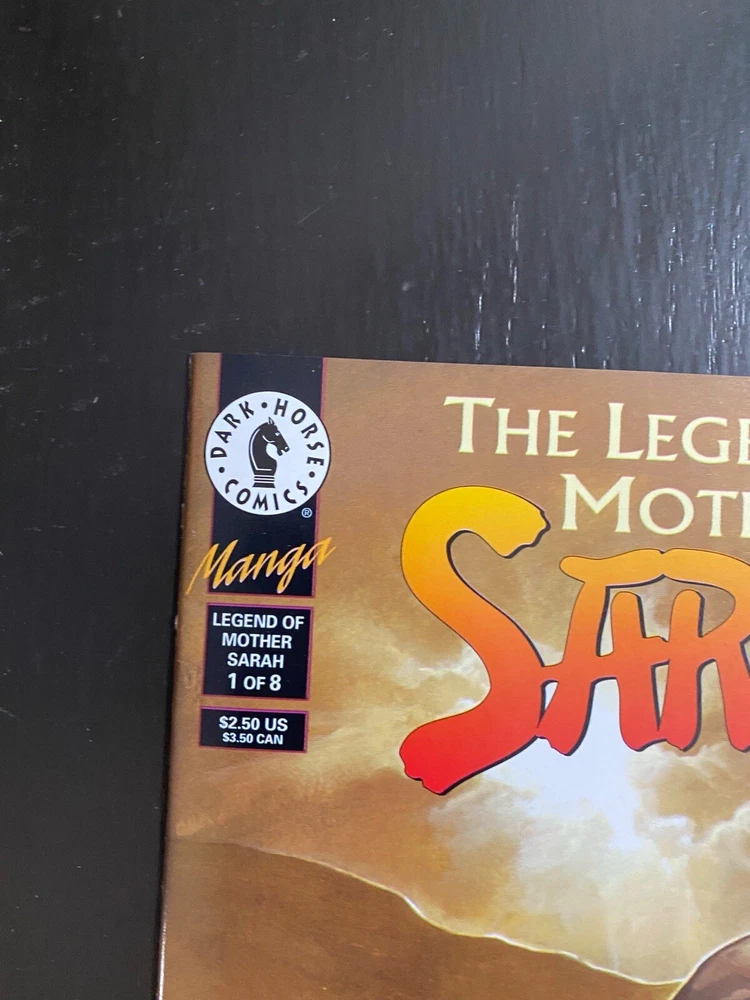 DARK • HORSE
• COMICS •
®
Manga
LEGEND OF
MOTHER
SARAH
1 OF 8
$2.50 US
$3.50 CAN
THE LEGE
MOT
SAR